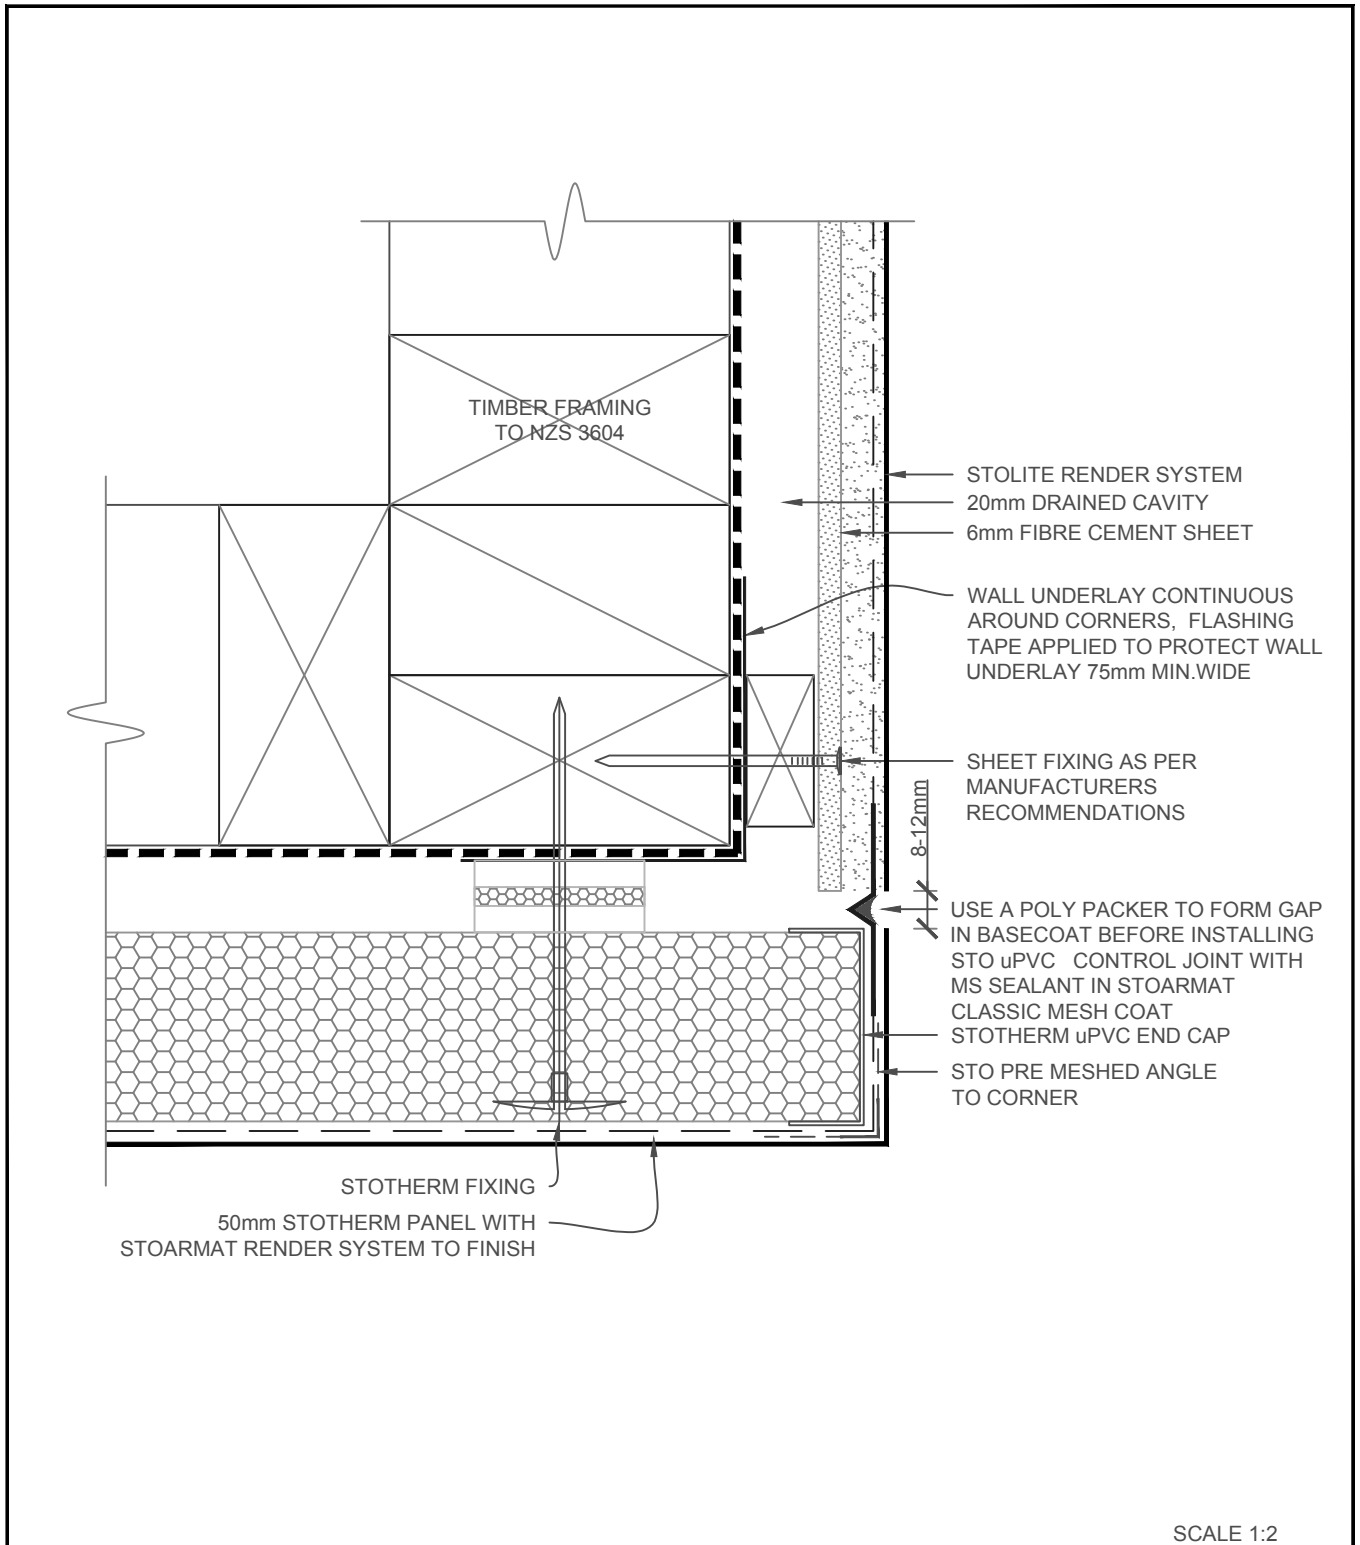 TIMBER FRAMING
TO NZS 3604
STOLITE RENDER SYSTEM
20mm DRAINED CAVITY
6mm FIBRE CEMENT SHEET
WALL UNDERLAY CONTINUOUS
AROUND CORNERS, FLASHING
TAPE APPLIED TO PROTECT WALL
UNDERLAY 75mm MIN.WIDE
SHEET FIXING AS PER
MANUFACTURERS
RECOMMENDATIONS
8-12mm
USE A POLY PACKER TO FORM GAP
IN BASECOAT BEFORE INSTALLING
STO uPVC CONTROL JOINT WITH
MS SEALANT IN STOARMAT
CLASSIC MESH COAT
STOTHERM uPVC END CAP
STO PRE MESHED ANGLE
TO CORNER
STOTHERM FIXING
50mm STOTHERM PANEL WITH
STOARMAT RENDER SYSTEM TO FINISH
SCALE 1:2